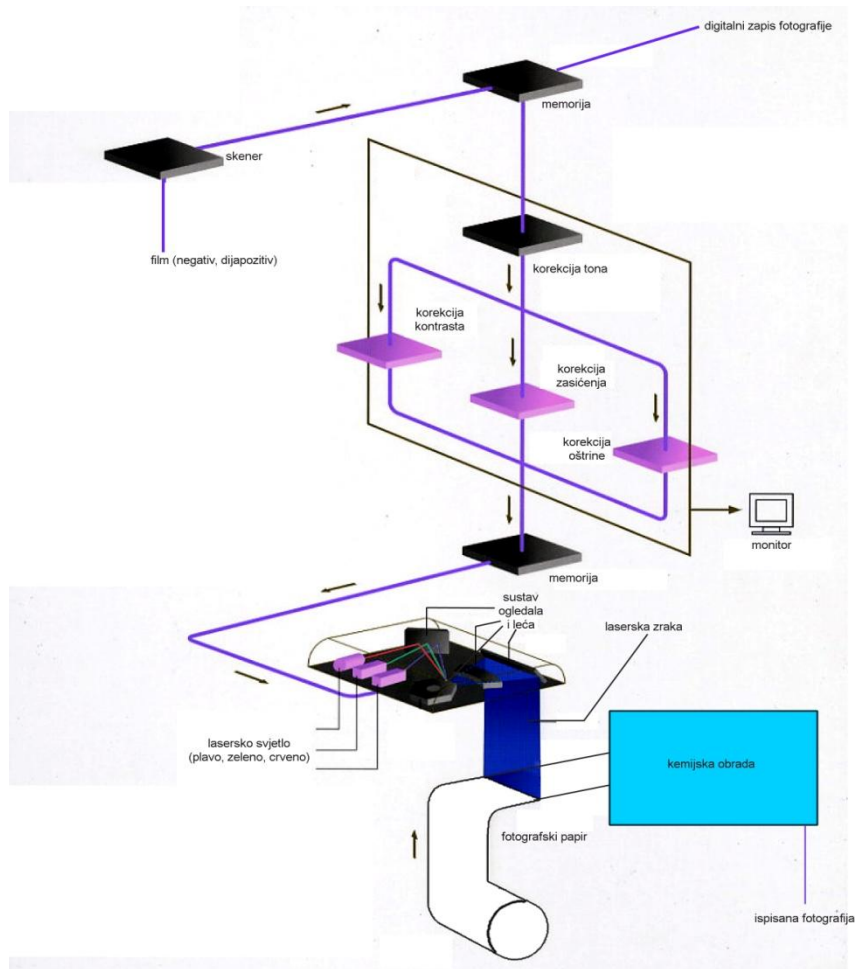 digitalni zapis fotografije
memorija
skener
film (negativ, dijapozitiv)
korekcija tona
korekcija
kontrasta
korekcija
zasićenja
korekcija
oštrine
monitor
memorija
sustav
ogledala
i leća
laserska zraka
lasersko svjetlo
(plavo, zeleno, crveno)
kemijska obrada
fotografski papir
ispisana fotografija